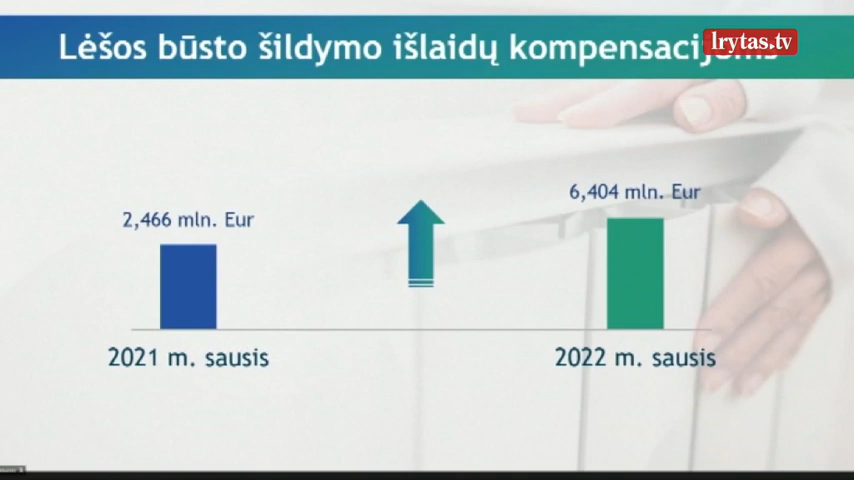 Lėšos būsto šildymo išlaidų kompensacijoms
lrytas.tv
6,404 mln. Eur
2,466 mln. Eur
2021 m. sausis
2022 m. sausis